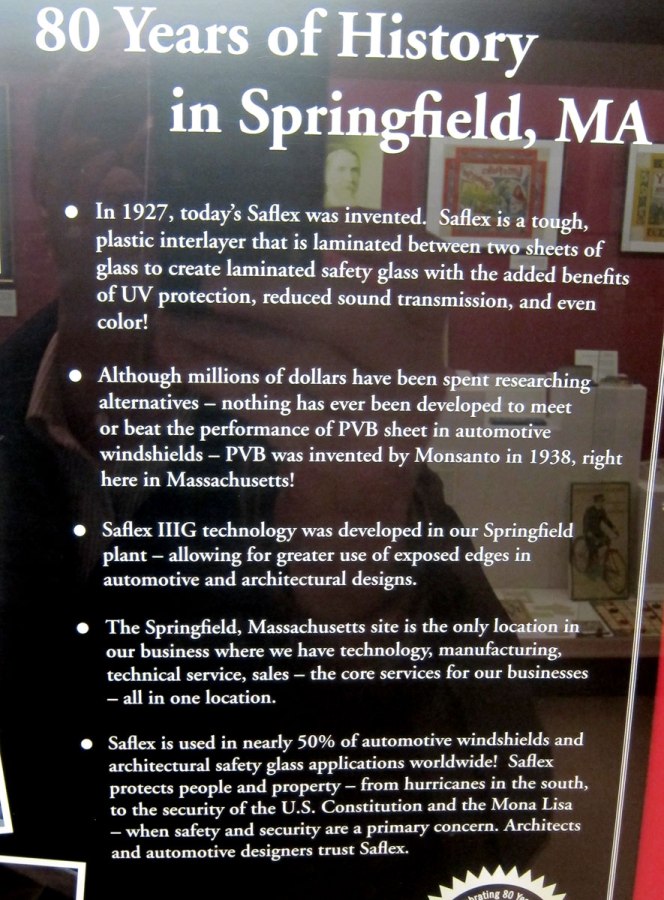 80 Years of History
in Springfield, MA
● In 1927, today's Saflex was invented. Saflex is a tough,
plastic interlayer that is laminated between two sheets of
glass to create laminated safety glass with the added benefits
of UV protection, reduced sound transmission, and even
color!
● Although millions of dollars have been spent researching
alternatives – nothing has ever been developed to meet
or beat the performance of PVB sheet in automotive
windshields – PVB was invented by Monsanto in 1938, right
here in Massachusetts!
● Saflex IIIG technology was developed in our Springfield
plant – allowing for greater use of exposed edges in
automotive and architectural designs.
● The Springfield, Massachusetts site is the only location in
our business where we have technology, manufacturing,
technical service, sales – the core services for our businesses
– all in one location.
● Saflex is used in nearly 50% of automotive windshields and
architectural safety glass applications worldwide! Saflex
protects people and property – from hurricanes in the south,
to the security of the U.S. Constitution and the Mona Lisa
– when safety and security are a primary concern. Architects
and automotive designers trust Saflex.
80